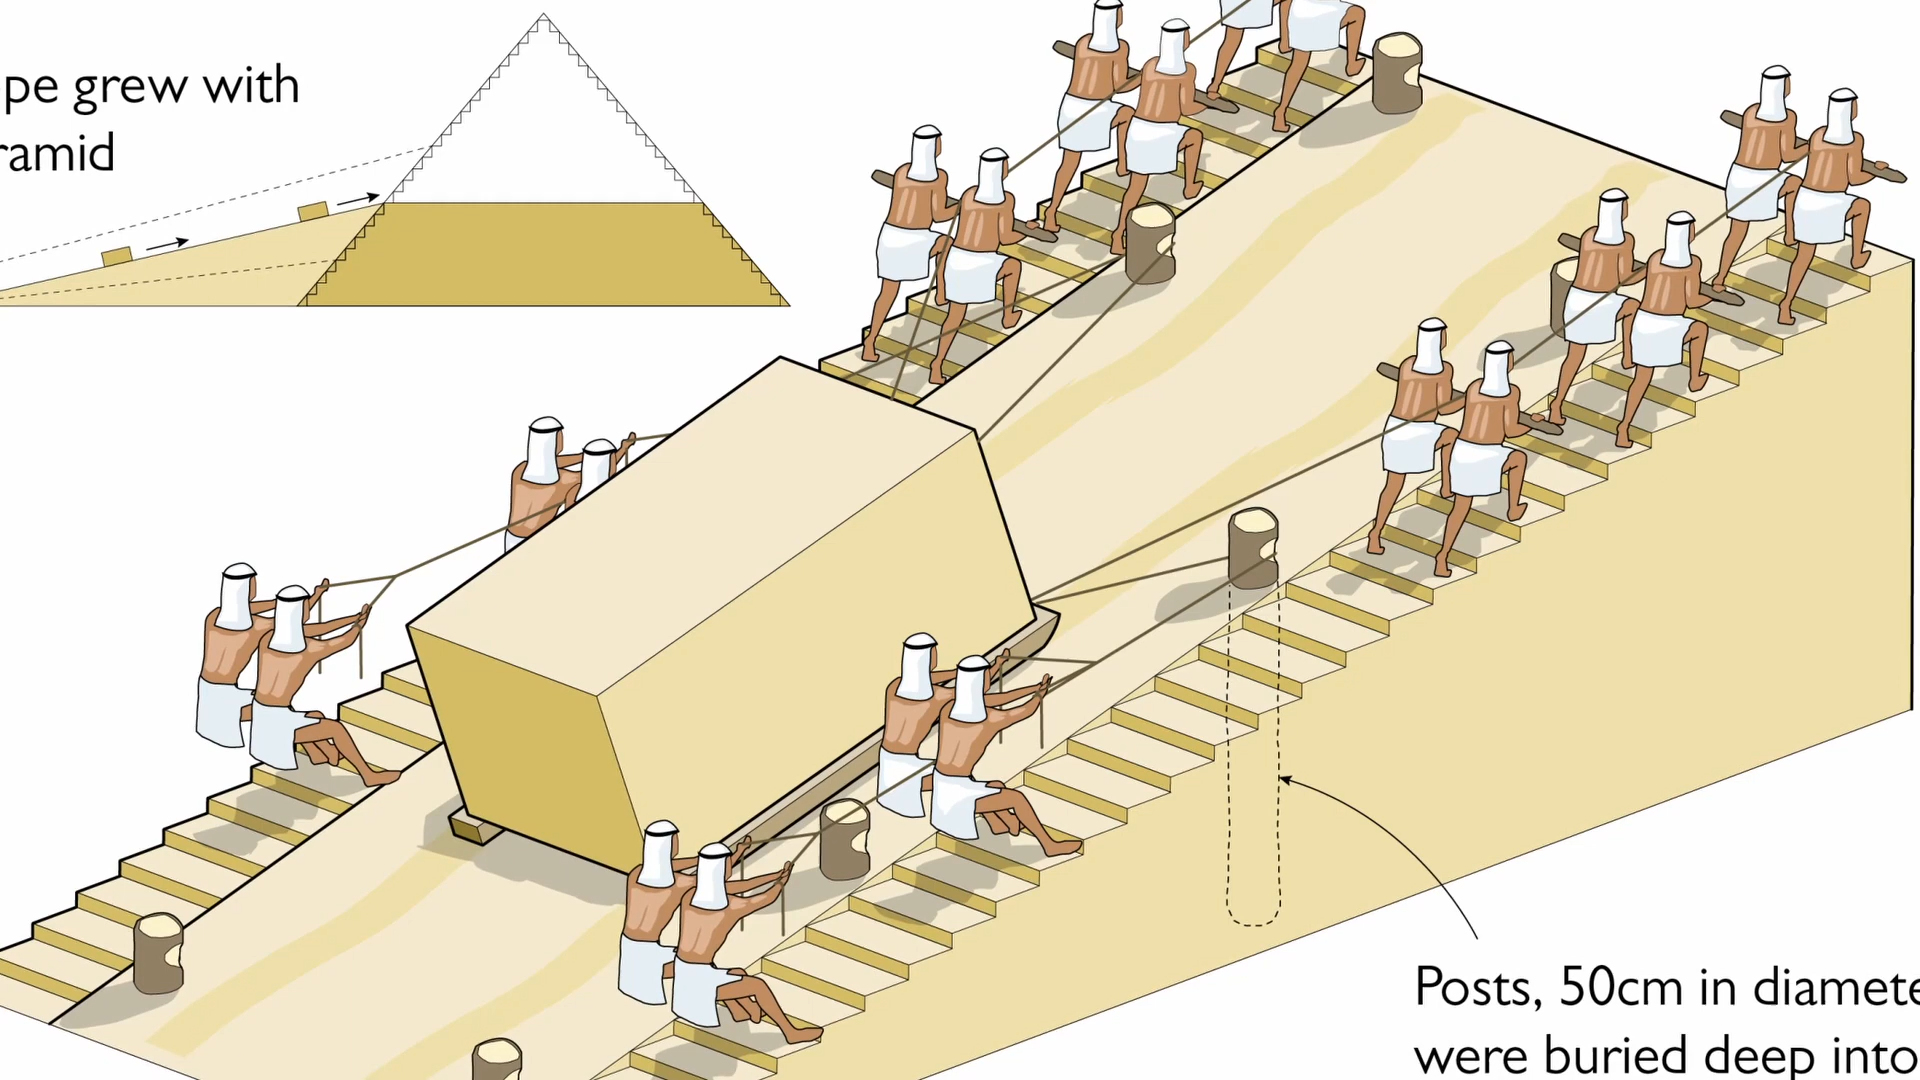 pe grew with
ramid
Posts, 50cm in diamete
were buried deep into